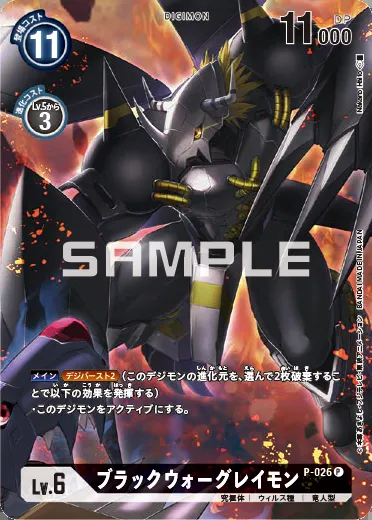 登場コスト
11
DIGIMON
DP
11000
進化コスト
Lv.5から
3
SAMPLE
メイン デジバースト2 (このデジモンの進化元を、選んで2枚破棄するこ
とで以下の効果を発揮する)
・このデジモンをアクティブにする。
Lv.6
ブラックウォーグレイモン
P-026 P
究極体 | ウィルス種 | 竜人型
BANDAI MADE IN JAPAN